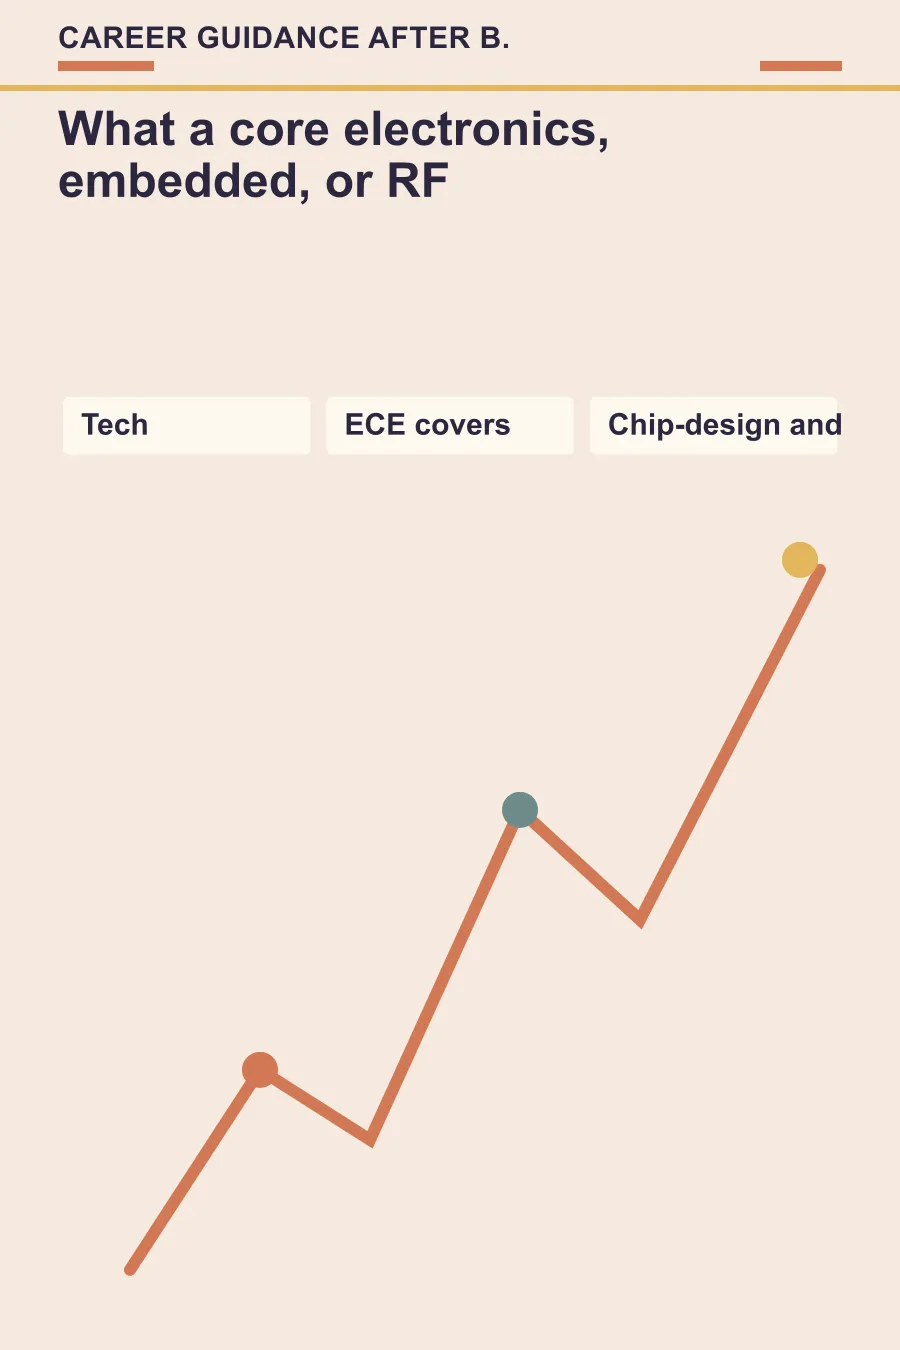 CAREER GUIDANCE AFTER B.
What a core electronics,
embedded, or RF
Tech
ECE covers
Chip-design and